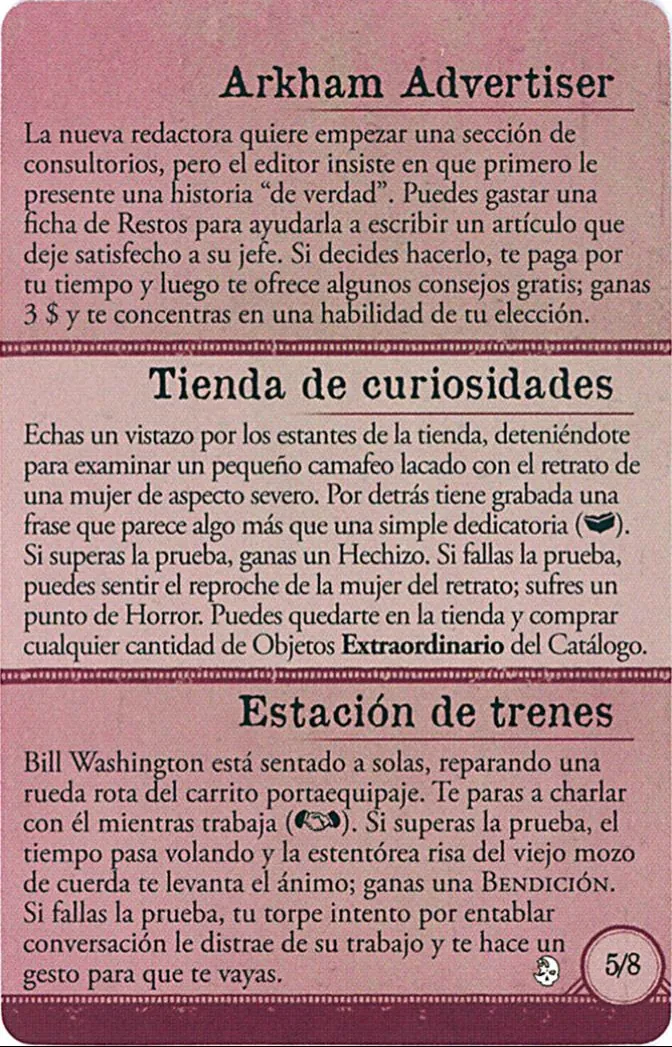 Arkham Advertiser
La nueva redactora quiere empezar una sección de
consultorios, pero el editor insiste en que primero le
presente una historia “de verdad”. Puedes gastar una
ficha de Restos para ayudarla a escribir un artículo que
deje satisfecho a su jefe. Si decides hacerlo, te paga por
tu tiempo y luego te ofrece algunos consejos gratis; ganas
3 $ y te concentras en una habilidad de tu elección.
Tienda de curiosidades
Echas un vistazo por los estantes de la tienda, deteniéndote
para examinar un pequeño camafeo lacado con el retrato de
una mujer de aspecto severo. Por detrás tiene grabada una
frase que parece algo más que una simple dedicatoria ( ).
Si superas la prueba, ganas un Hechizo. Si fallas la prueba,
puedes sentir el reproche de la mujer del retrato; sufres un
punto de Horror. Puedes quedarte en la tienda y comprar
cualquier cantidad de Objetos Extraordinario del Catálogo.
Estación de trenes
Bill Washington está sentado a solas, reparando una
rueda rota del carrito portaequipaje. Te paras a charlar
con él mientras trabaja ( ). Si superas la prueba, el
tiempo pasa volando y la estentórea risa del viejo mozo
de cuerda te levanta el ánimo; ganas una BENDICIÓN.
Si fallas la prueba, tu torpe intento por entablar
conversación le distrae de su trabajo y te hace un
gesto para que te vayas.
5/8